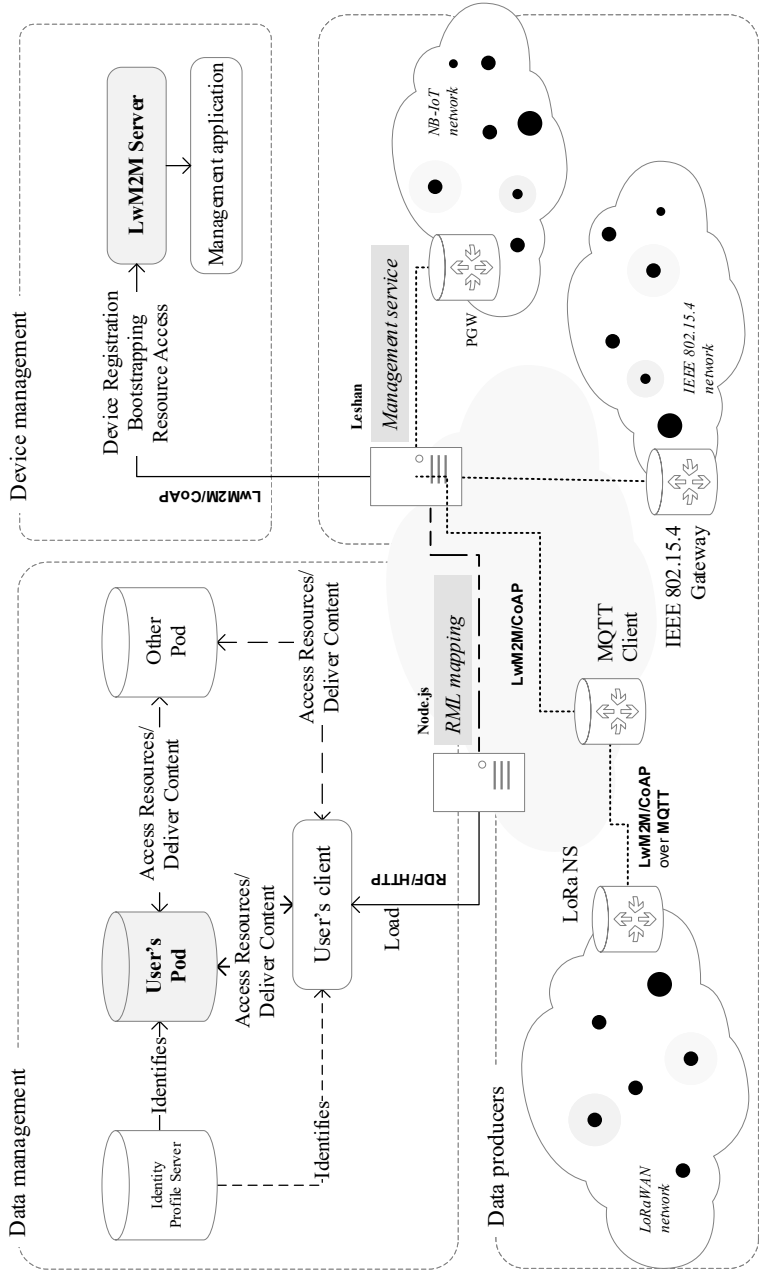 Data management
Identity
Profile Server
Identifies
Identifies
User's
Pod
Access Resources/
Deliver Content
Access Resources/
Deliver Content
User's client
Load
RDF/HTTP
Other
Pod
Access Resources/
Deliver Content
Device management
Device Registration
Bootstrapping
Resource Access
LwM2M Server
Management application
LwM2M/CoAP
Data producers
Node.js
RML mapping
Leshan
Management service
LwM2M/CoAP
LoRa NS
LwM2M/CoAP
over MQTT
MQTT
Client
IEEE 802.15.4
Gateway
PGW
LoRaWAN
network
IEEE 802.15.4
network
NB-IoT
network